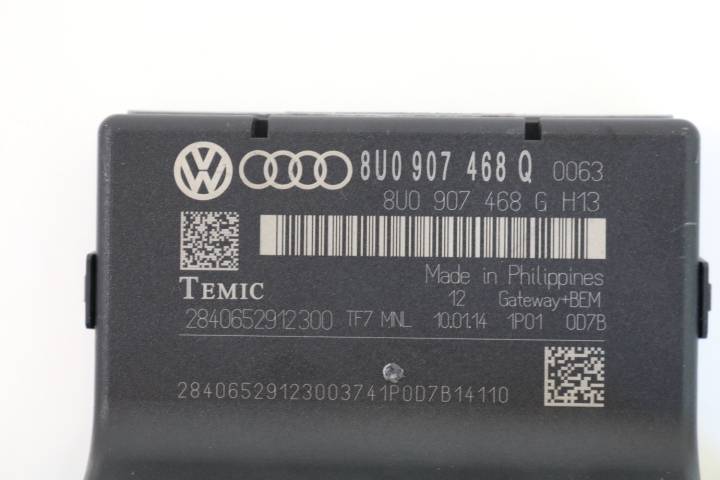 8U0 907 468 Q 0063
8U0 907 468 G H13
Made in Philippines
TEMIC 12 Gateway+BEM
2840652912300 TF7 MNL 10.01.14 1P01 0D7B
28406529123003741P0D7B14110